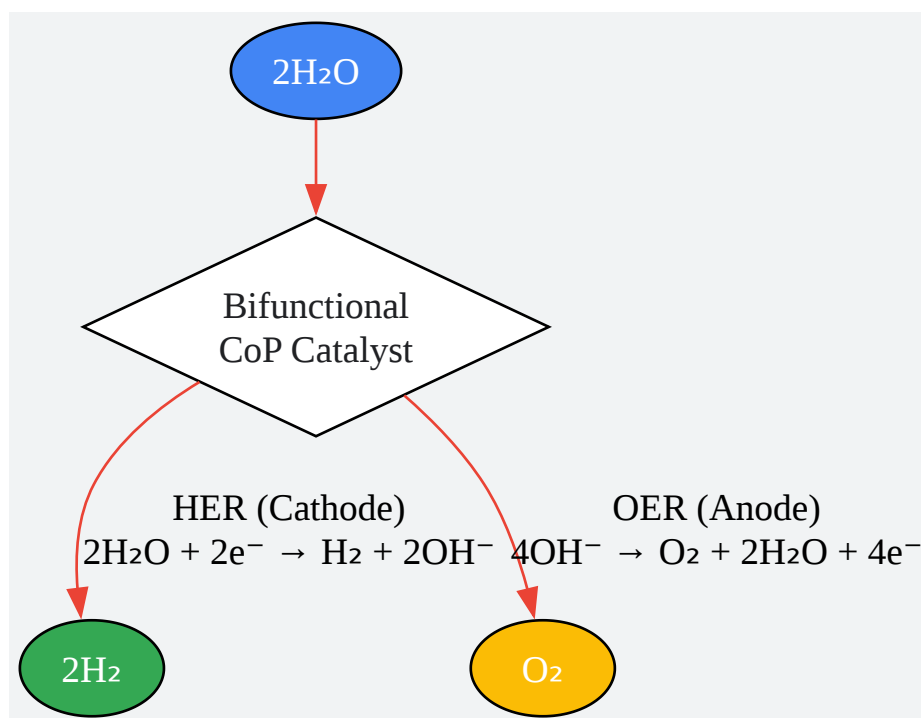 2H₂O
Bifunctional
CoP Catalyst
HER (Cathode)
2H₂O + 2e⁻ → H₂ + 2OH⁻
OER (Anode)
4OH⁻ → O₂ + 2H₂O + 4e⁻
2H₂
O₂